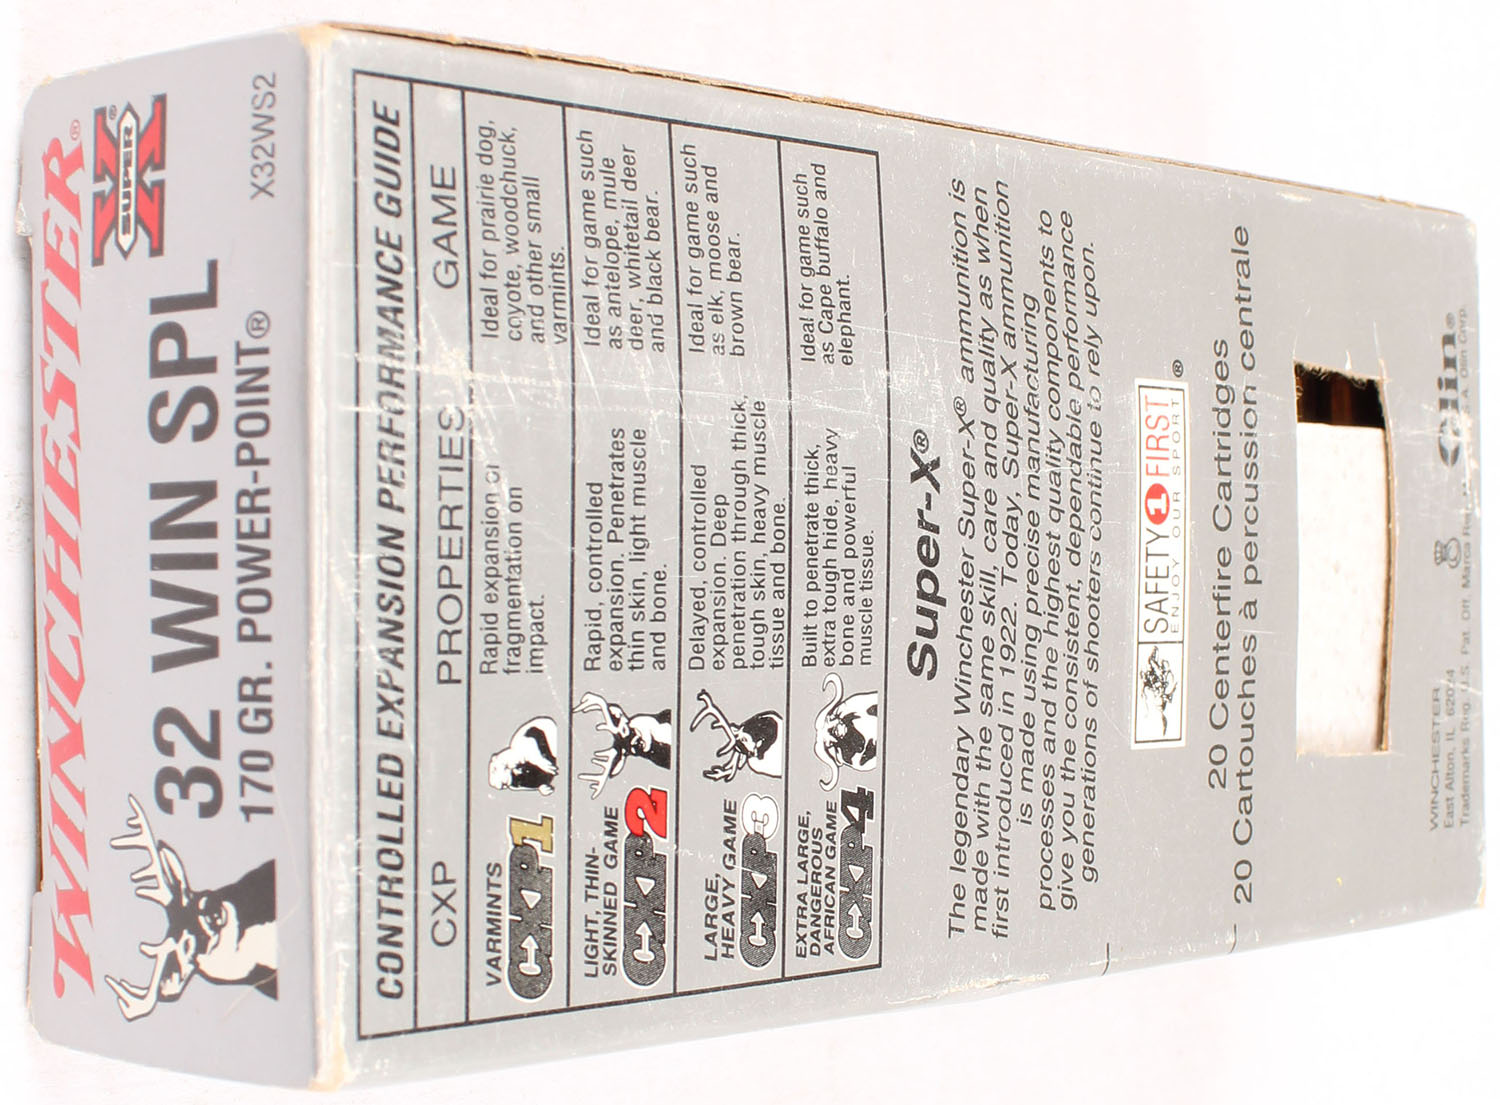 WINCHESTER®
SUPER X®
32 WIN SPL
170 GR. POWER-POINT®
X32WS2
CONTROLLED EXPANSION PERFORMANCE GUIDE
CXP PROPERTIES GAME
VARMINTS
CXP1
Rapid expansion or
fragmentation on
impact.
Ideal for prairie dog,
coyote, woodchuck,
and other small
varmints.
LIGHT, THIN-
SKINNED GAME
CXP2
Rapid, controlled
expansion. Penetrates
thin skin, light muscle
and bone.
Ideal for game such
as antelope, mule
deer, whitetail deer
and black bear.
LARGE,
HEAVY GAME
CXP3
Delayed, controlled
expansion. Deep
penetration through thick,
tough skin, heavy muscle
tissue and bone.
Ideal for game such
as elk, moose and
brown bear.
EXTRA LARGE,
DANGEROUS
AFRICAN GAME
CXP4
Built to penetrate thick,
extra tough hide, heavy
bone and powerful
muscle tissue.
Ideal for game such
as Cape buffalo and
elephant.
Super-X®
The legendary Winchester Super-X® ammunition is
made with the same skill, care and quality as when
first introduced in 1922. Today, Super-X ammunition
is made using precise manufacturing
processes and the highest quality components to
give you the consistent, dependable performance
generations of shooters continue to rely upon.
SAFETY 1 FIRST®
ENJOY OUR SPORT
20 Centerfire Cartridges
20 Cartouches à percussion centrale
WINCHESTER Olin®
East Alton, IL 62024
Trademarks Reg. U.S. Pat. Off. Marca Olin Corp.